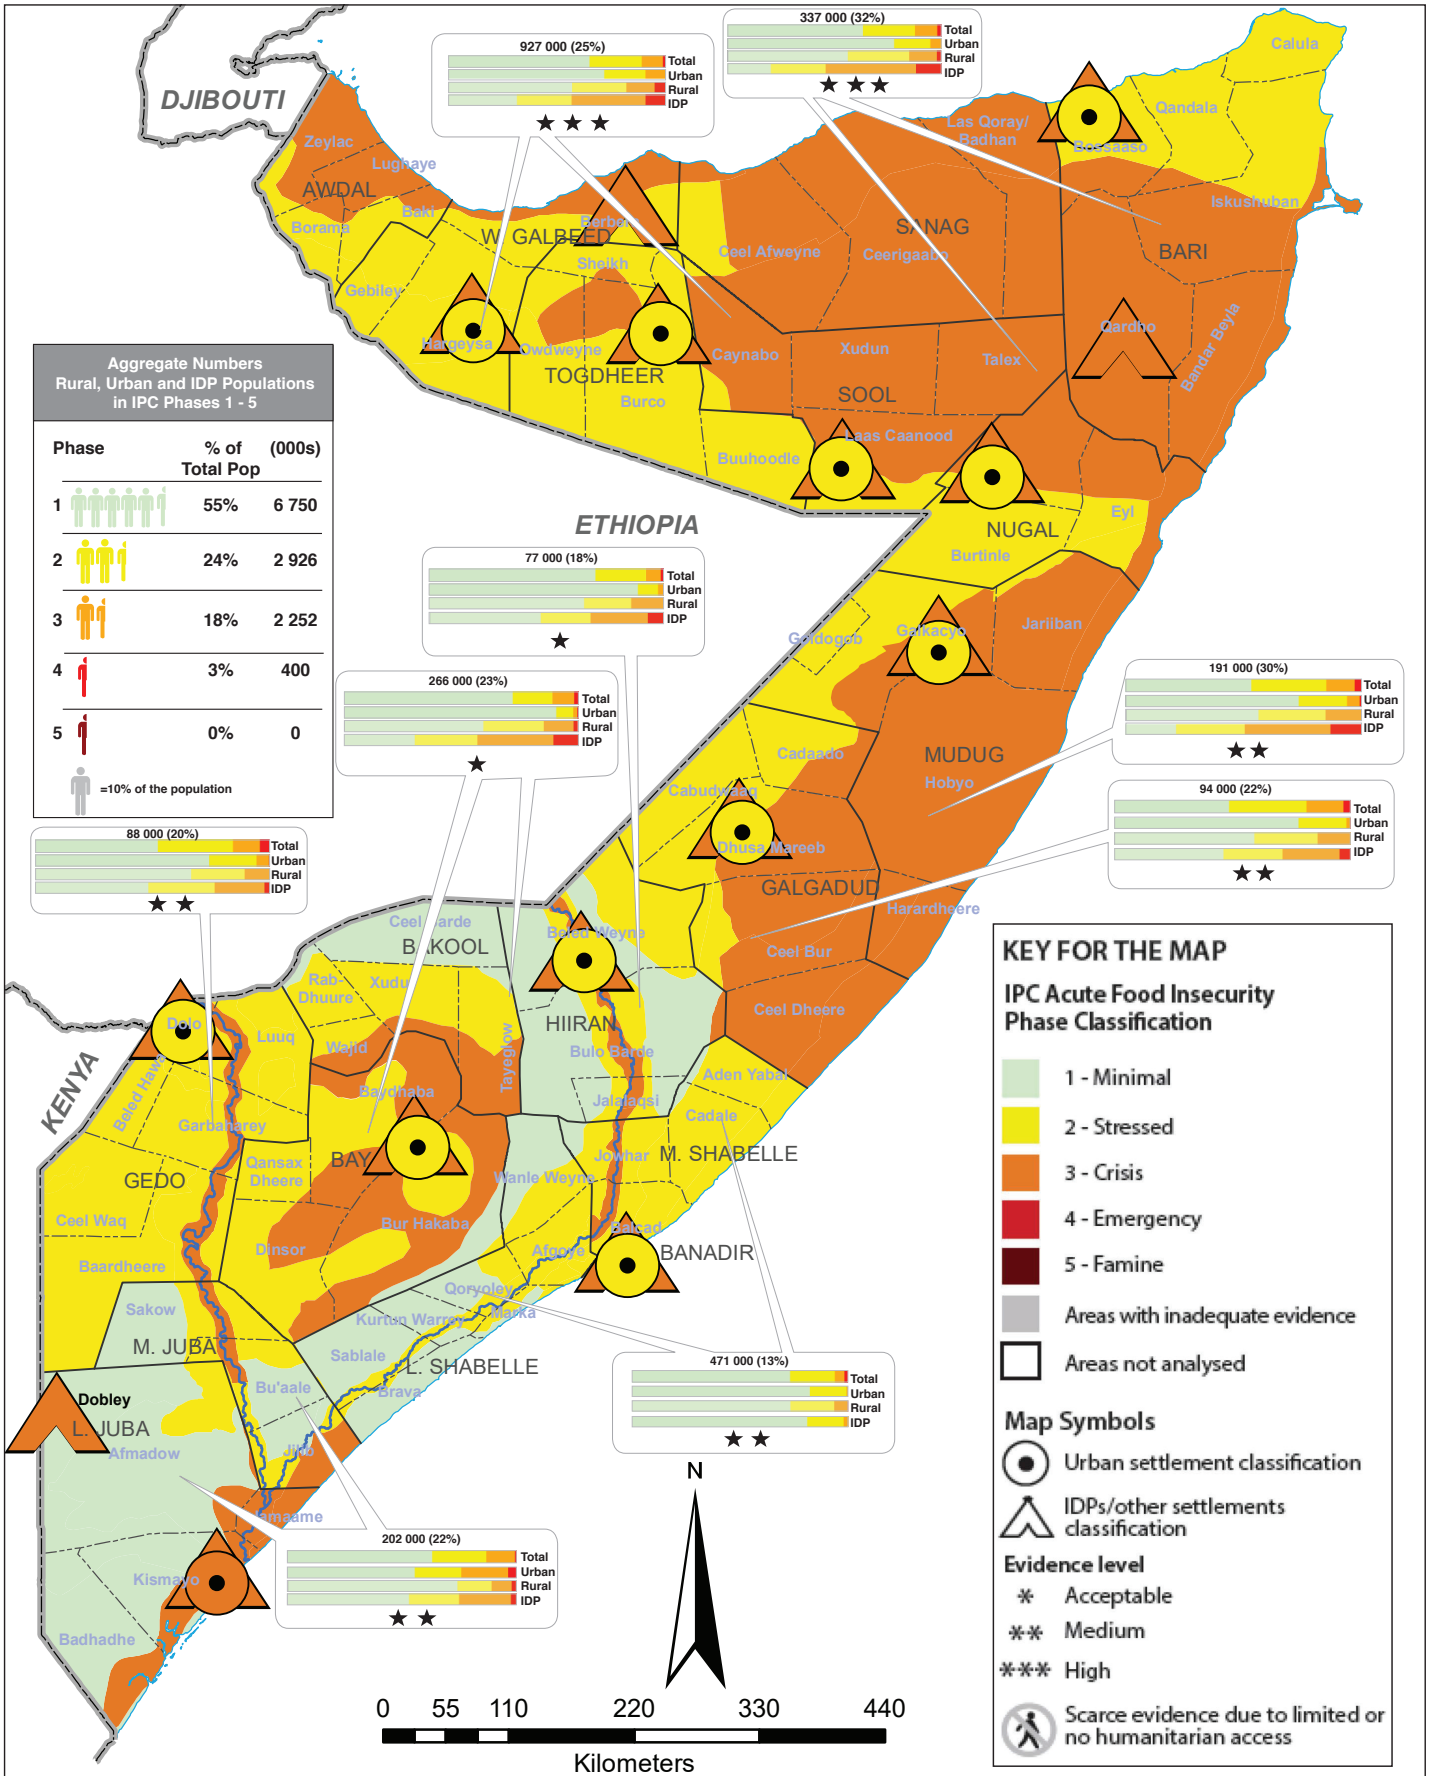 337 000 (32%)
Total
Urban
Rural
IDP
★ ★ ★
927 000 (25%)
Total
Urban
Rural
IDP
★ ★ ★
DJIBOUTI
Calula
Qandala
Bossaaso
Las Qoray/
Badhan
Iskushuban
Zeylac
Lughaye
AWDAL
Baki
Borama
Gebiley
W. GALBEED
Berbera
Sheikh
Hargeysa
Owdweyne
TOGDHEER
Burco
Ceel Afweyne
SANAG
Ceerigaabo
BARI
Qardho
Bandar Beyla
Caynabo
Xudun
Talex
SOOL
Laas Caanood
Buuhoodle
ETHIOPIA
NUGAL
Eyl
Burtinle
Aggregate Numbers
Rural, Urban and IDP Populations
in IPC Phases 1 - 5
Phase % of (000s)
Total Pop
1 55% 6 750
2 24% 2 926
3 18% 2 252
4 3% 400
5 0% 0
=10% of the population
77 000 (18%)
Total
Urban
Rural
IDP
★
266 000 (23%)
Total
Urban
Rural
IDP
★
88 000 (20%)
Total
Urban
Rural
IDP
★ ★
Goldogob
Galkacyo
Jariiban
191 000 (30%)
Total
Urban
Rural
IDP
★ ★
94 000 (22%)
Total
Urban
Rural
IDP
★ ★
Cadaado
MUDUG
Hobyo
Cabudwaaq
Dhusa Mareeb
GALGADUD
Harardheere
Ceel Bur
Ceel Dheere
Ceel Barde
BAKOOL
Rab-
Dhuure
Xudu
Wajid
Tayeglow
Beled Weyne
HIIRAN
Bulo Barde
Jalalaqsi
Aden Yabal
Cadale
M. SHABELLE
Jowhar
Balcad
BANADIR
KENYA
Dolo
Luuq
Beled Hawa
Garbaharey
GEDO
Ceel Waq
Baardheere
Baydhaba
BAY
Qansax
Dheere
Bur Hakaba
Dinsor
Wanle Weyne
Afgoye
Qoryoley
Marka
Kurtun Warrey
Sablale
L. SHABELLE
Brava
Sakow
M. JUBA
Bu'aale
Jilib
Dobley
L. JUBA
Afmadow
Jamaame
Kismayo
Badhadhe
471 000 (13%)
Total
Urban
Rural
IDP
★ ★
202 000 (22%)
Total
Urban
Rural
IDP
★ ★
N
0 55 110 220 330 440
Kilometers
KEY FOR THE MAP
IPC Acute Food Insecurity
Phase Classification
1 - Minimal
2 - Stressed
3 - Crisis
4 - Emergency
5 - Famine
Areas with inadequate evidence
Areas not analysed
Map Symbols
Urban settlement classification
IDPs/other settlements
classification
Evidence level
* Acceptable
** Medium
*** High
Scarce evidence due to limited or
no humanitarian access